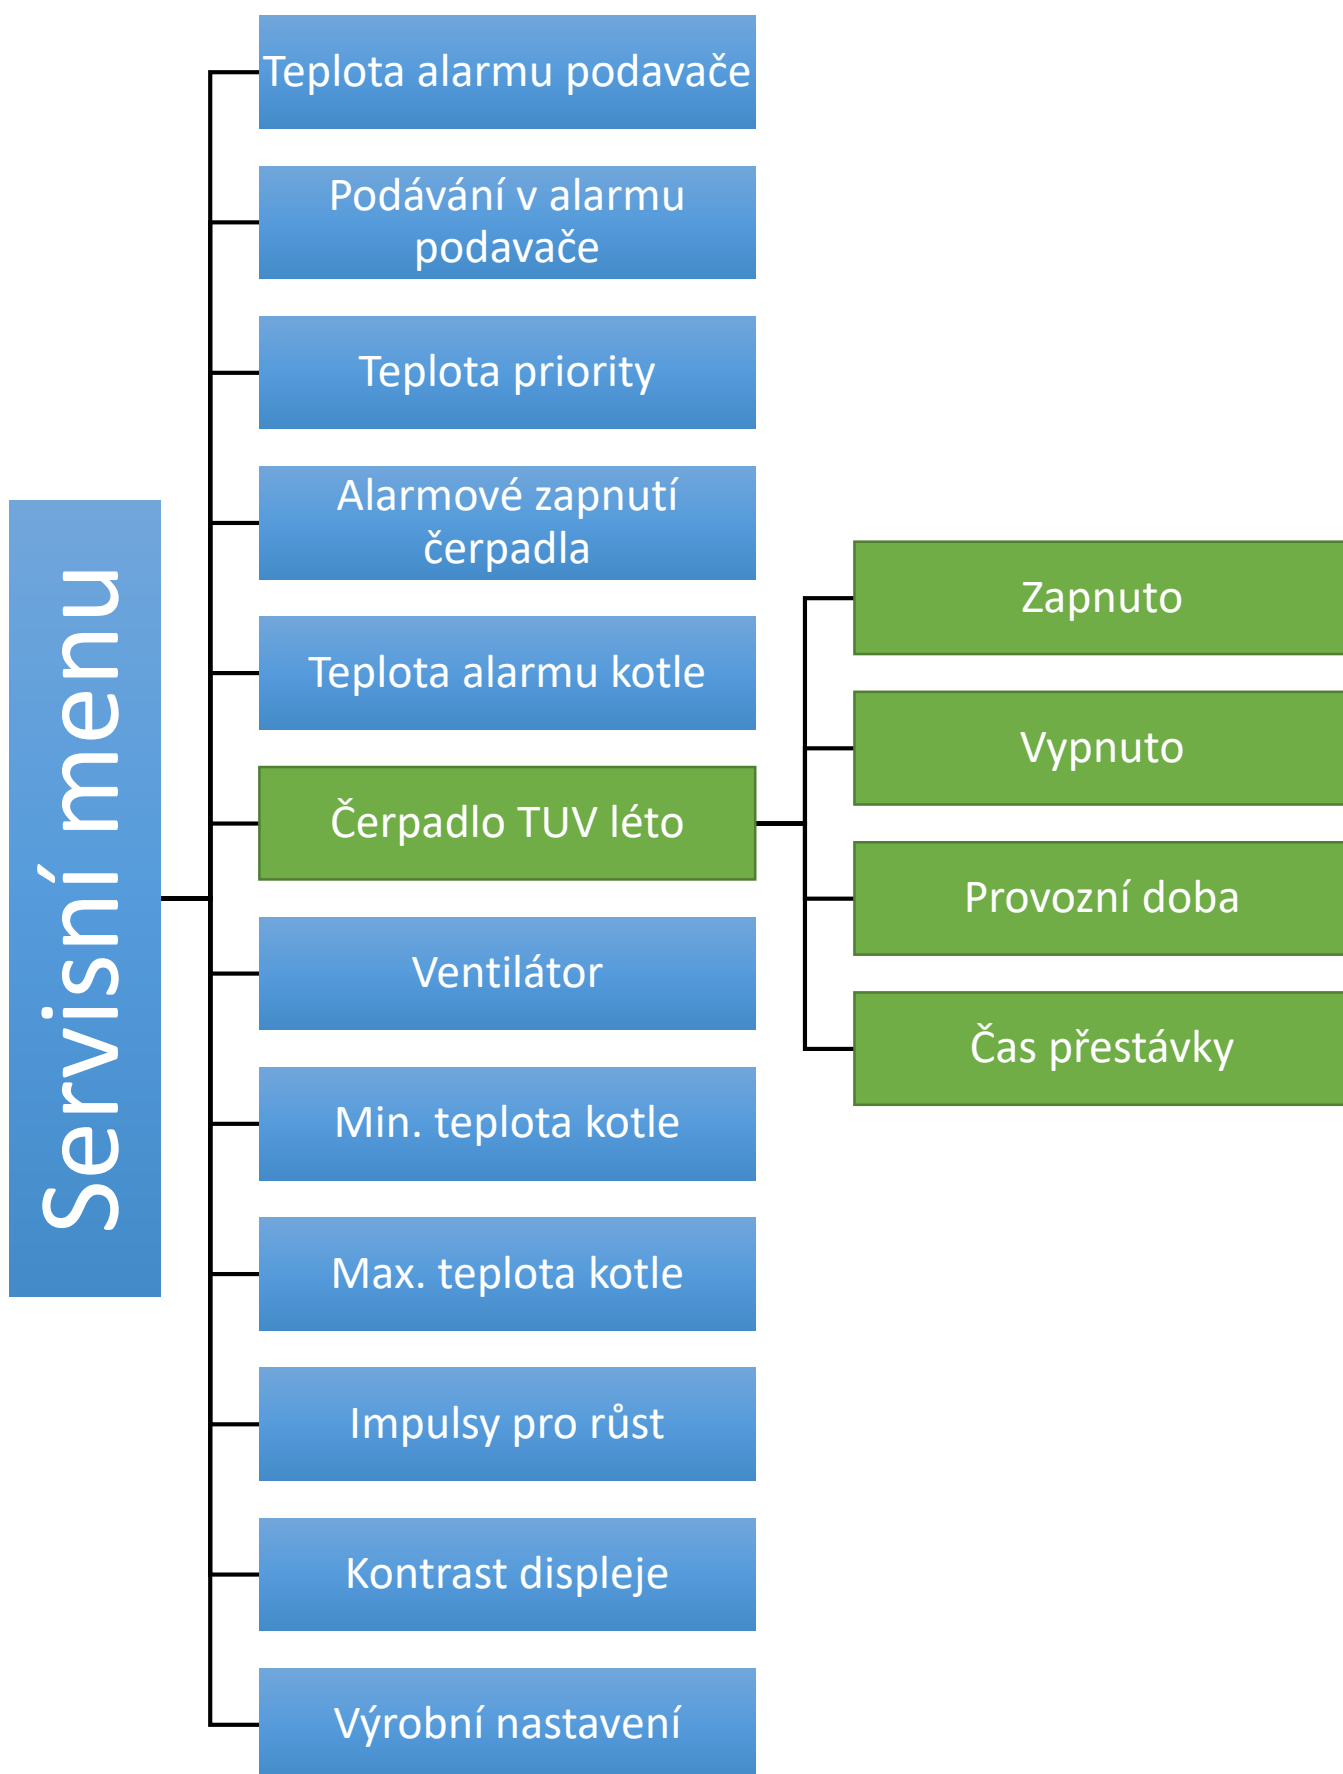 Servisní menu
Teplota alarmu podavače
Podávání v alarmu
podavače
Teplota priority
Alarmové zapnutí
čerpadla
Teplota alarmu kotle
Čerpadlo TUV léto
Zapnuto
Vypnuto
Provozní doba
Čas přestávky
Ventilátor
Min. teplota kotle
Max. teplota kotle
Impulsy pro růst
Kontrast displeje
Výrobní nastavení